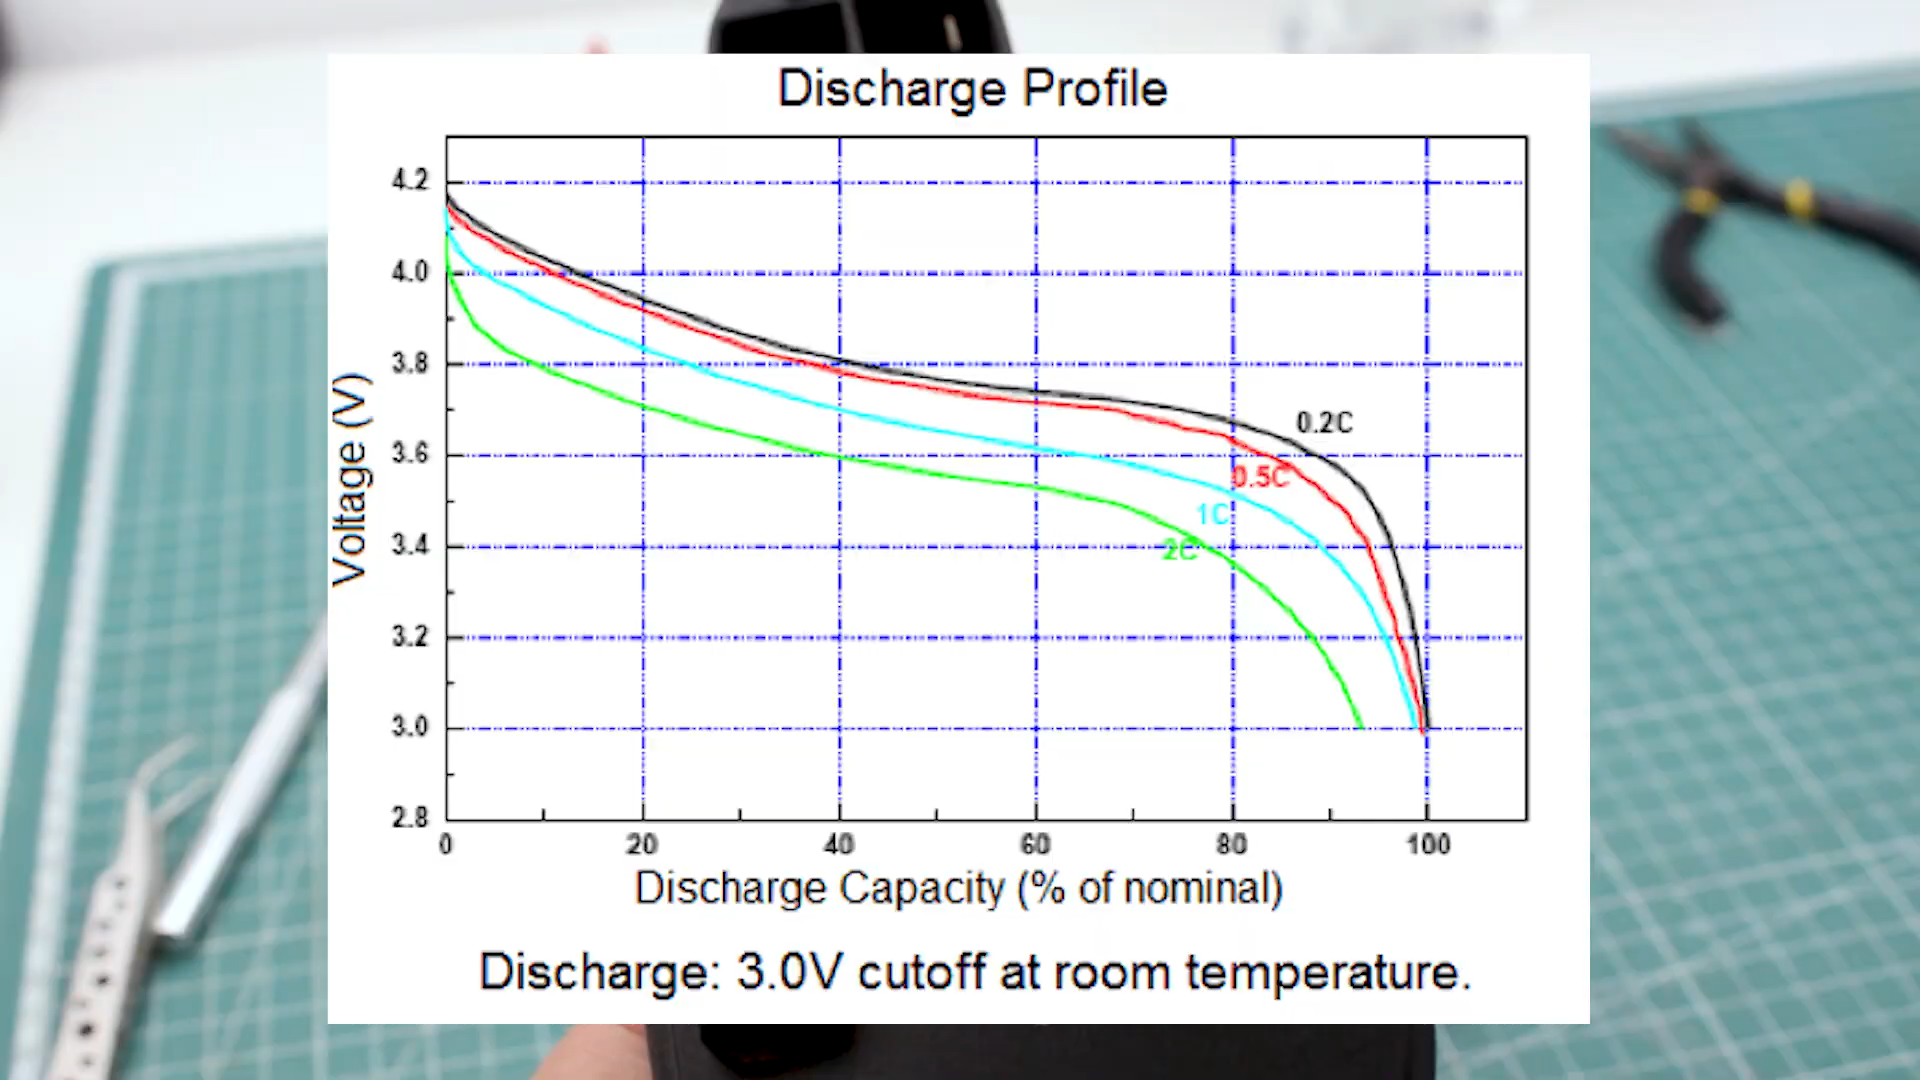 Discharge Profile
4.2
4.0
3.8
3.6
3.4
3.2
3.0
2.8
Voltage (V)
0.2C
0.5C
1C
2C
0 20 40 60 80 100
Discharge Capacity (% of nominal)
Discharge: 3.0V cutoff at room temperature.